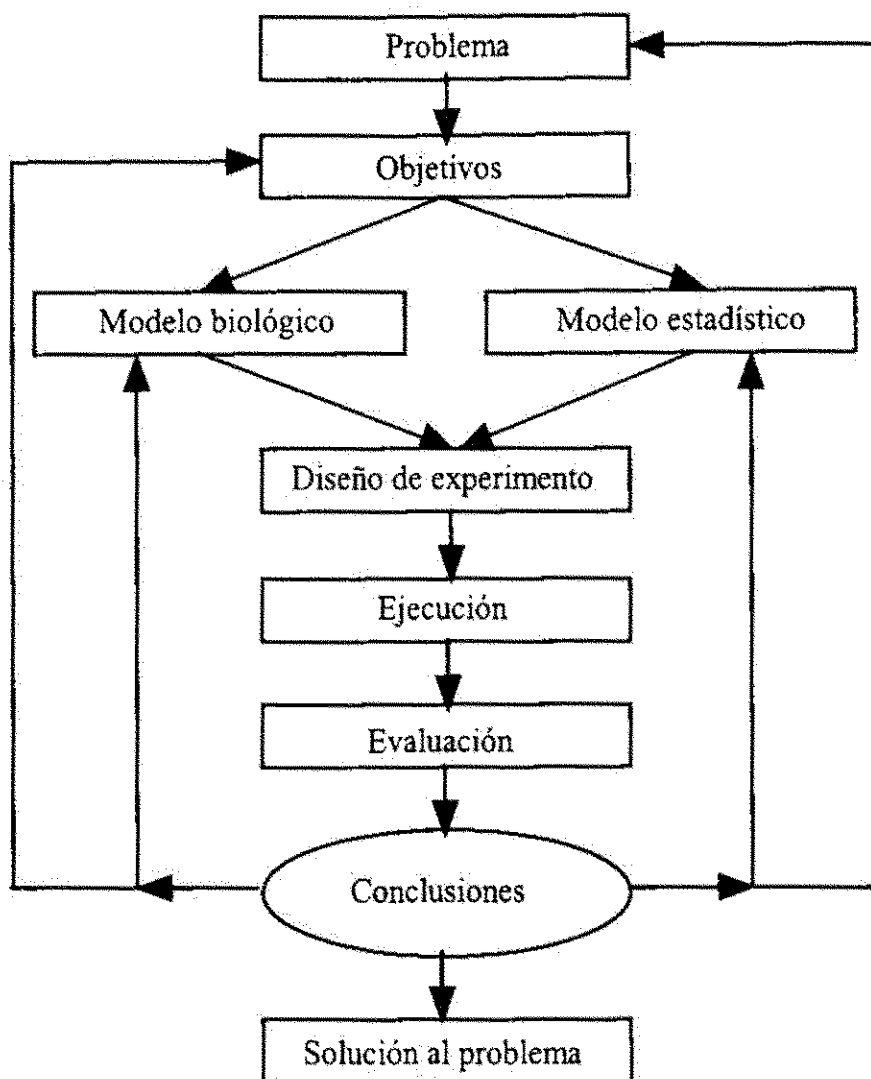 Problema
Objetivos
Modelo biológico
Modelo estadístico
Diseño de experimento
Ejecución
Evaluación
Conclusiones
Solución al problema